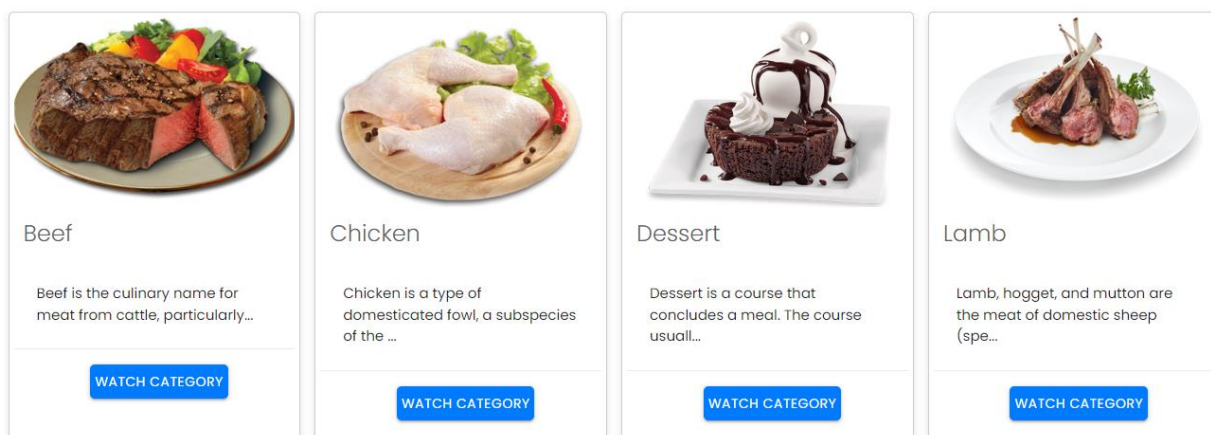 Beef
Beef is the culinary name for
meat from cattle, particularly...
WATCH CATEGORY
Chicken
Chicken is a type of
domesticated fowl, a subspecies
of the ...
WATCH CATEGORY
Dessert
Dessert is a course that
concludes a meal. The course
usuall...
WATCH CATEGORY
Lamb
Lamb, hogget, and mutton are
the meat of domestic sheep
(spe...
WATCH CATEGORY